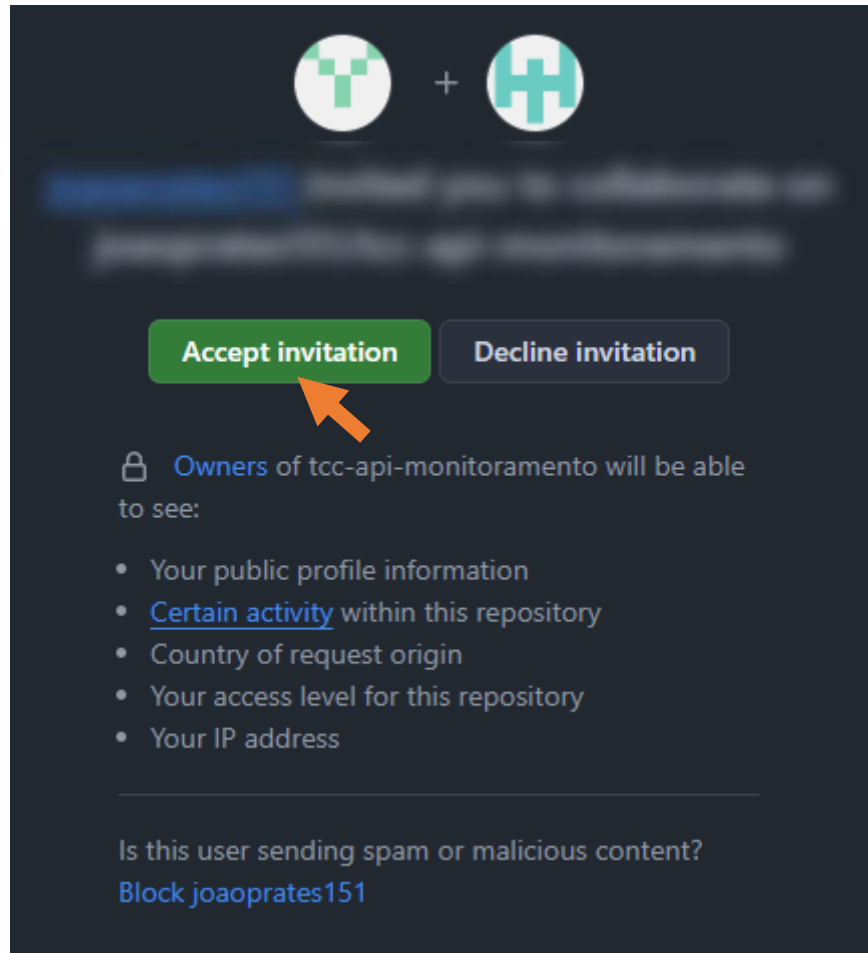 +
Accept invitation
Decline invitation
Owners of tcc-api-monitoramento will be able
to see:
• Your public profile information
• Certain activity within this repository
• Country of request origin
• Your access level for this repository
• Your IP address
Is this user sending spam or malicious content?
Block joaoprates151